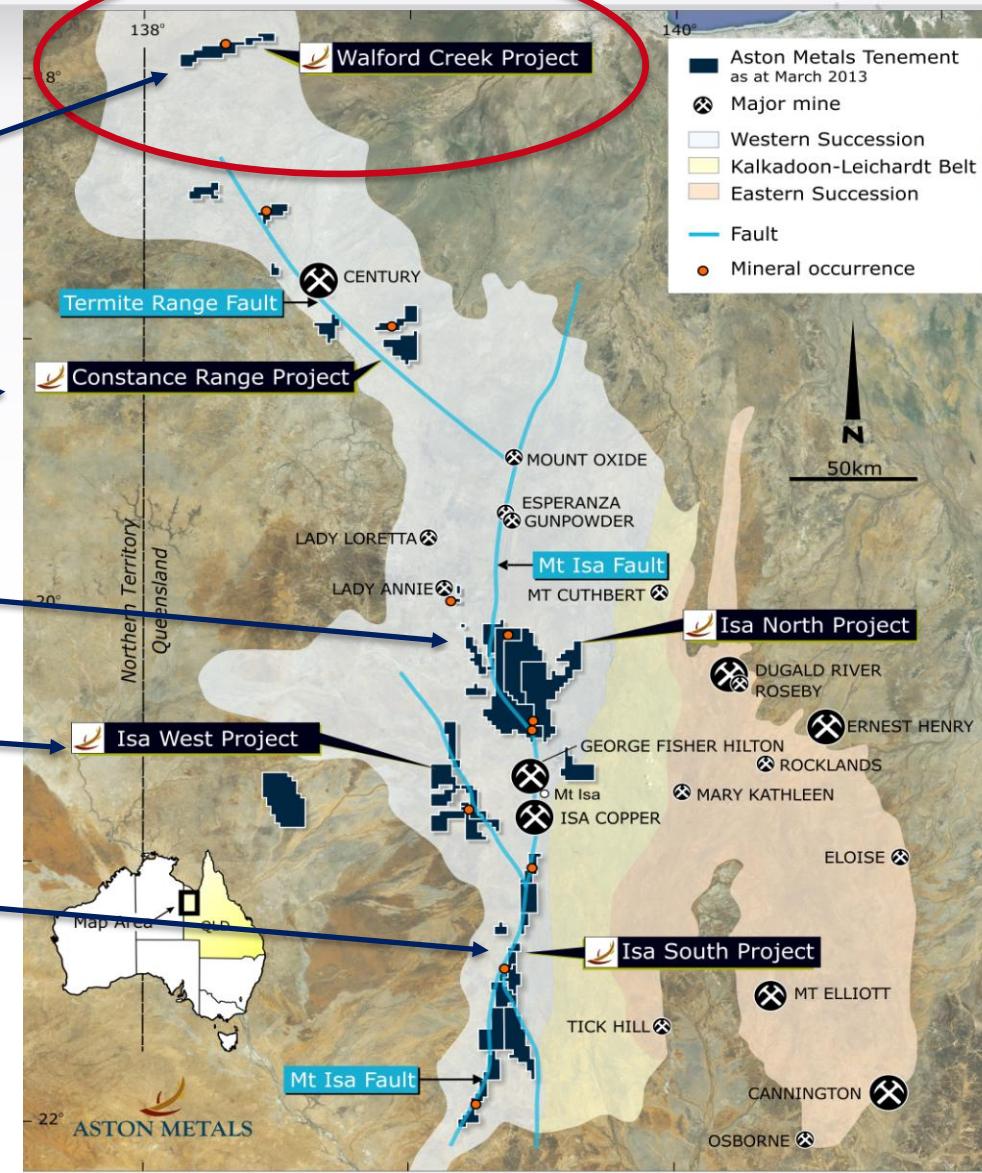 138°
140°
Walford Creek Project
8°
Aston Metals Tenement
as at March 2013
Major mine
Western Succession
Kalkadoon-Leichardt Belt
Eastern Succession
Fault
Mineral occurrence
CENTURY
Termite Range Fault
Constance Range Project
N
50km
MOUNT OXIDE
ESPERANZA
GUNPOWDER
LADY LORETTA
Mt Isa Fault
LADY ANNIE
MT CUTHBERT
20°
Northern Territory
Queensland
Isa North Project
DUGALD RIVER
ROSEBY
ERNEST HENRY
Isa West Project
GEORGE FISHER HILTON
ROCKLANDS
Mt Isa
MARY KATHLEEN
ISA COPPER
ELOISE
Map Area
QLD
Isa South Project
MT ELLIOTT
TICK HILL
Mt Isa Fault
CANNINGTON
22°
ASTON METALS
OSBORNE